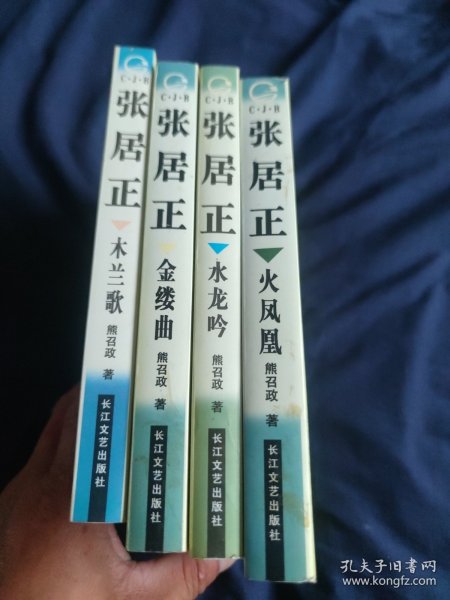 C·J·R
张居正
木兰歌
熊召政 著
长江文艺出版社
C·J·R
张居正
金缕曲
熊召政 著
长江文艺出版社
C·J·R
张居正
水龙吟
熊召政 著
长江文艺出版社
C·J·R
张居正
火凤凰
熊召政 著
长江文艺出版社
孔夫子旧书网
www.kongfz.com